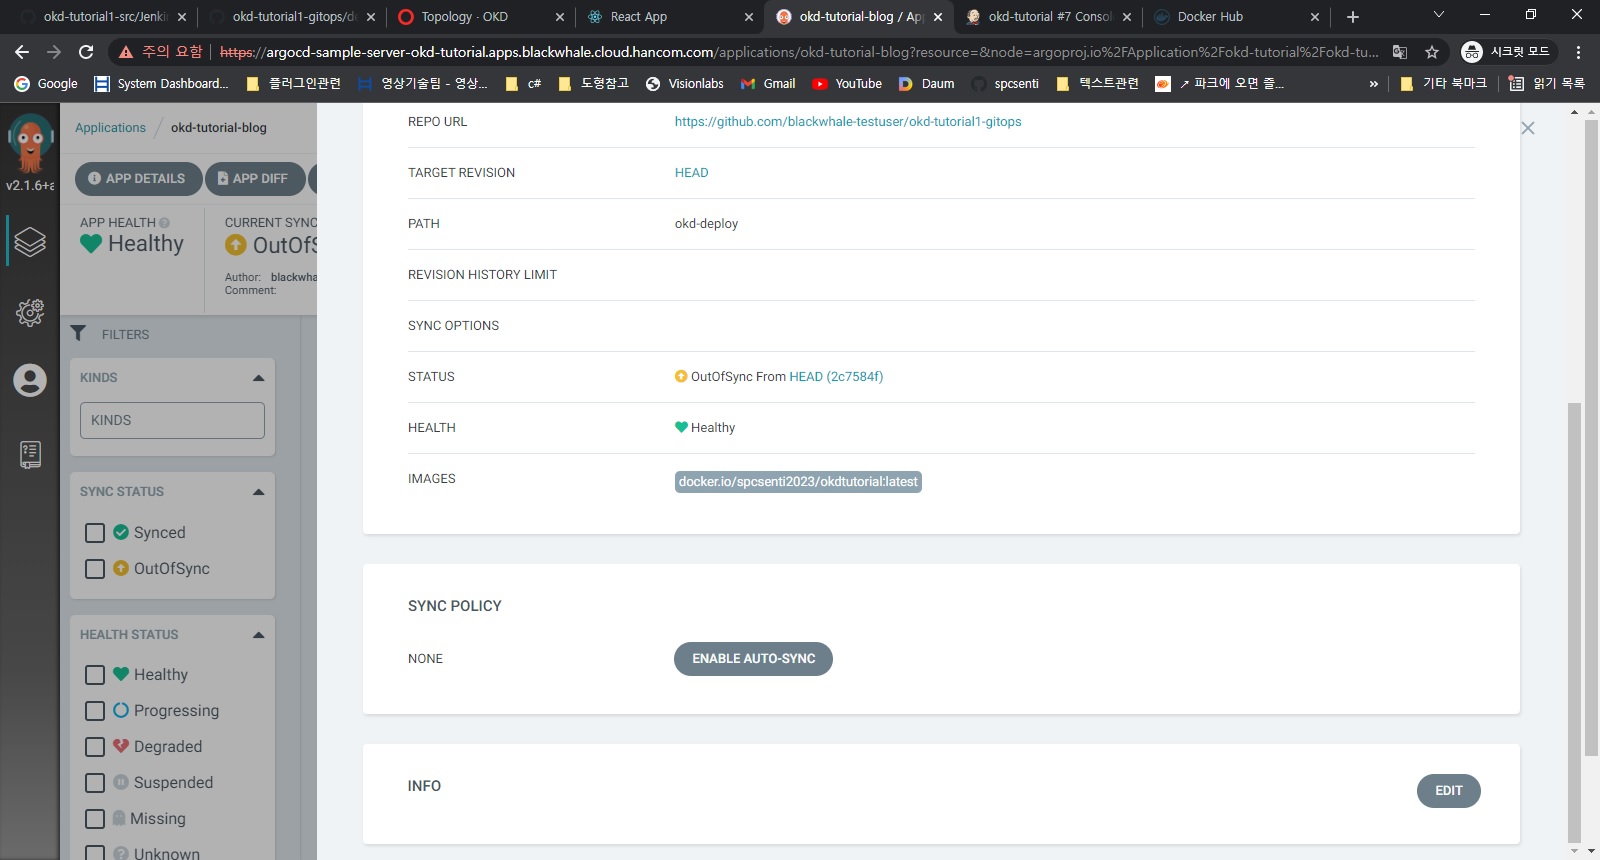 okd-tutorial1-src/Jenki
okd-tutorial1-gitops/de
Topology · OKD
React App
okd-tutorial-blog / Ap
okd-tutorial #7 Consol
Docker Hub
주의 요함
https://argocd-sample-server-okd-tutorial.apps.blackwhale.cloud.hancom.com/applications/okd-tutorial-blog?resource=&node=argoproj.io%2FApplication%2Fokd-tutorial%2Fokd-tu...
시크릿 모드
Google
System Dashboard...
플러그인관련
영상기술팀 - 영상...
c#
도형참고
Visionlabs
Gmail
YouTube
Daum
spcsenti
텍스트관련
↗ 파크에 오면 즐...
»
기타 북마크
읽기 목록
v2.1.6+a
Applications / okd-tutorial-blog
APP DETAILS
APP DIFF
APP HEALTH
Healthy
CURRENT SYNC
OutOfS
Author: blackwha
Comment:
FILTERS
KINDS
KINDS
SYNC STATUS
Synced
OutOfSync
HEALTH STATUS
Healthy
Progressing
Degraded
Suspended
Missing
Unknown
REPO URL https://github.com/blackwhale-testuser/okd-tutorial1-gitops
TARGET REVISION HEAD
PATH okd-deploy
REVISION HISTORY LIMIT
SYNC OPTIONS
STATUS OutOfSync From HEAD (2c7584f)
HEALTH Healthy
IMAGES docker.io/spcsenti2023/okdtutorial:latest
SYNC POLICY
NONE ENABLE AUTO-SYNC
INFO
EDIT